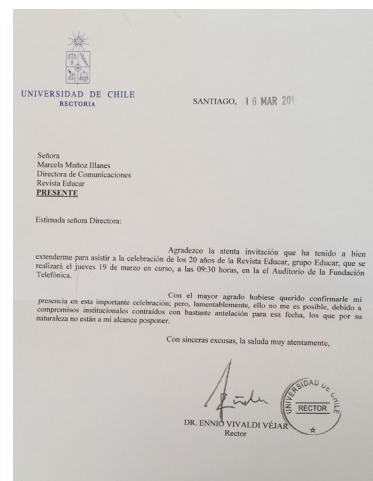 UNIVERSIDAD DE CHILE
RECTORIA
SANTIAGO, 16 MAR 20
Señora
Marcela Muñoz Illanes
Directora de Comunicaciones
Revista Educar
PRESENTE
Estimada señora Directora:
Agradezco la atenta invitación que ha tenido a bien
extenderme para asistir a la celebración de los 20 años de la Revista Educar, grupo Educar, que se
realizará el jueves 19 de marzo en curso, a las 09:30 horas, en la el Auditorio de la Fundación
Telefónica.
Con el mayor agrado hubiese querido confirmarle mi
presencia en esta importante celebración; pero, lamentablemente, ello no me es posible, debido a
compromisos institucionales contraídos con bastante antelación para esa fecha, los que por su
naturaleza no están a mi alcance posponer.
Con sinceras excusas, la saluda muy atentamente,
DR. ENNIO VIVALDI VÉJAR
Rector
UNIVERSIDAD DE CHILE
RECTOR